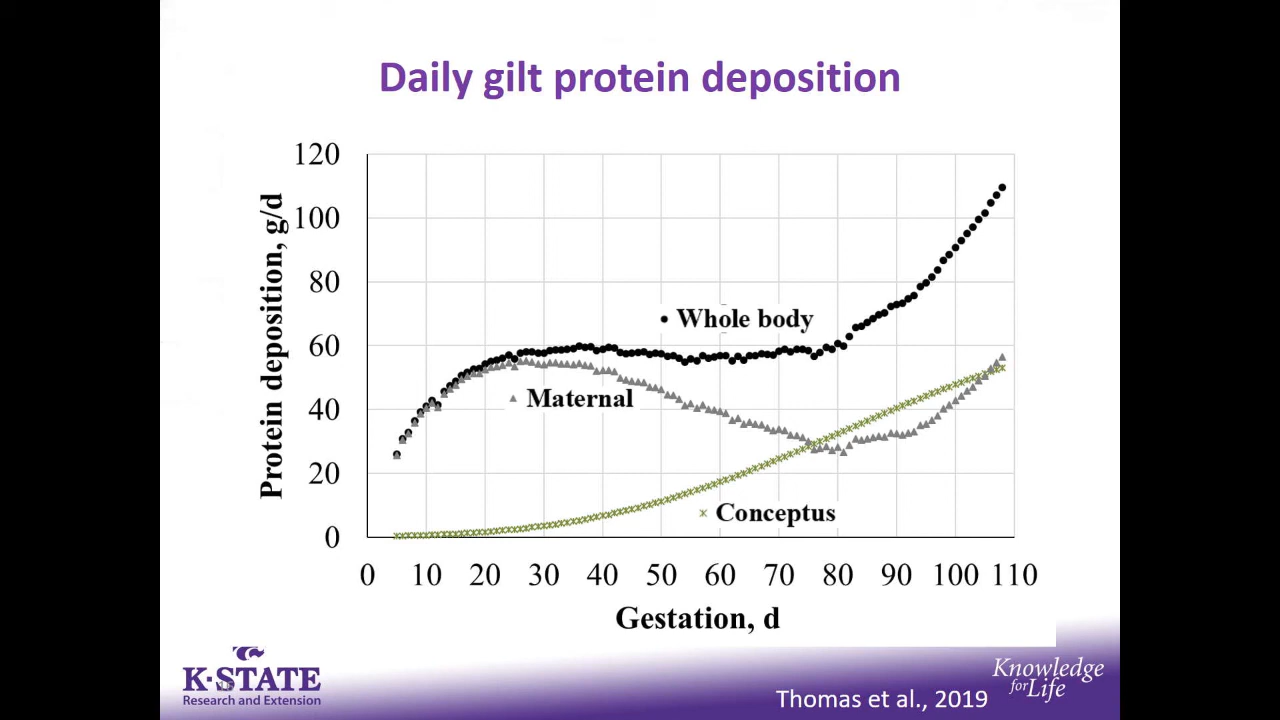 Daily gilt protein deposition
Protein deposition, g/d
120
100
80
60
40
20
0
Whole body
Maternal
Conceptus
0 10 20 30 40 50 60 70 80 90 100 110
Gestation, d
K-STATE
Research and Extension
Thomas et al., 2019
Knowledge
for Life